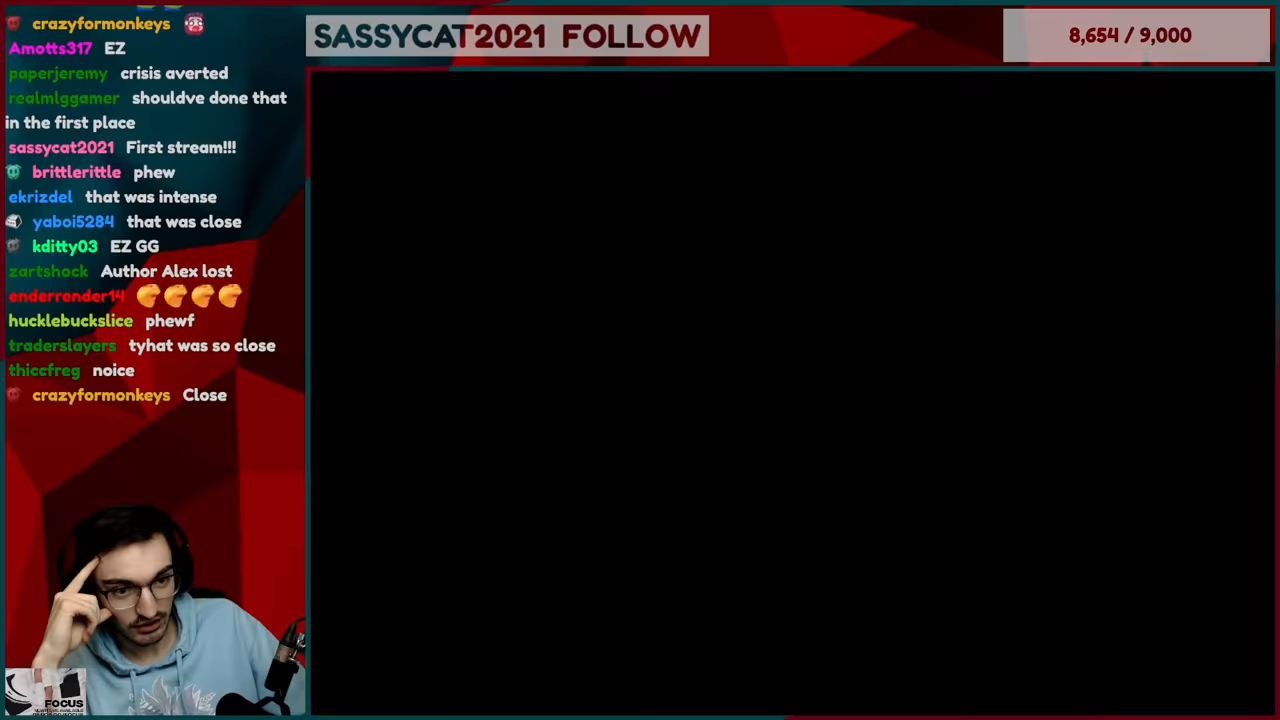 crazyformonkeys
Amotts317 EZ
paperjeremy crisis averted
realmlggamer shouldve done that
in the first place
sassycat2021 First stream!!!
brittlerittle phew
ekrizdel that was intense
yaboi5284 that was close
kditty03 EZ GG
zartshock Author Alex lost
enderrender14
hucklebuckslice phewf
traderslayers tyhat was so close
thiccfreg noice
crazyformonkeys Close
SASSYCAT2021 FOLLOW
8,654 / 9,000
FOCUS